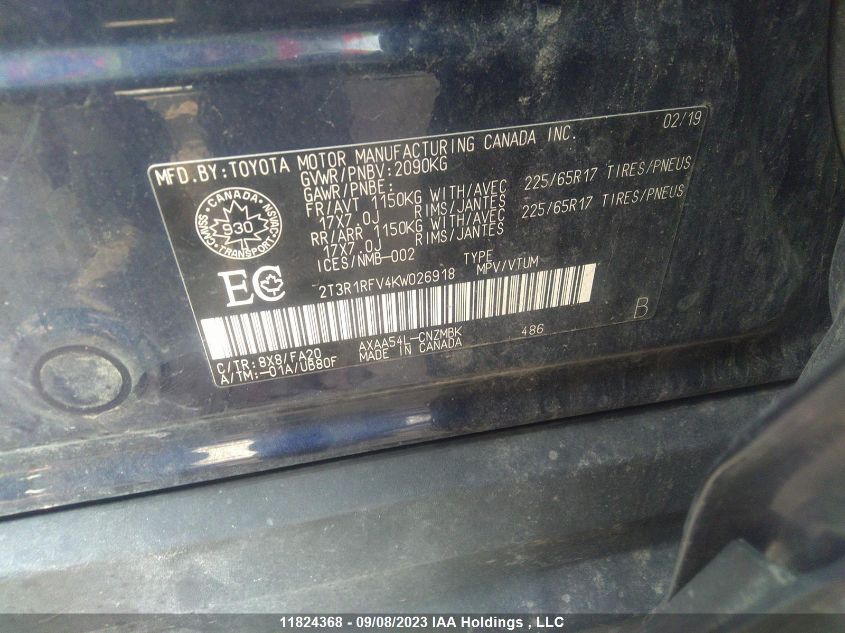 MFD.BY:TOYOTA MOTOR MANUFACTURING CANADA INC. 02/19
GVWR/PNBV:2090KG
GAWR/PNBE:
FR/AVT 1150KG WITH/AVEC 225/65R17 TIRES/PNEUS
17X7.0J RIMS/JANTES
RR/ARR 1150KG WITH/AVEC 225/65R17 TIRES/PNEUS
17X7.0J RIMS/JANTES
ICES/NMB-002 TYPE
MPV/VTUM
CANADA
CMVSS NSVAC
930
TRANSPORT
EC
2T3R1RFV4KW026918
B
C/TR:8X8/FA20 AXAA54L-CNZMBK 486
A/TM:-01A/UB80F MADE IN CANADA
11824368 - 09/08/2023 IAA Holdings , LLC